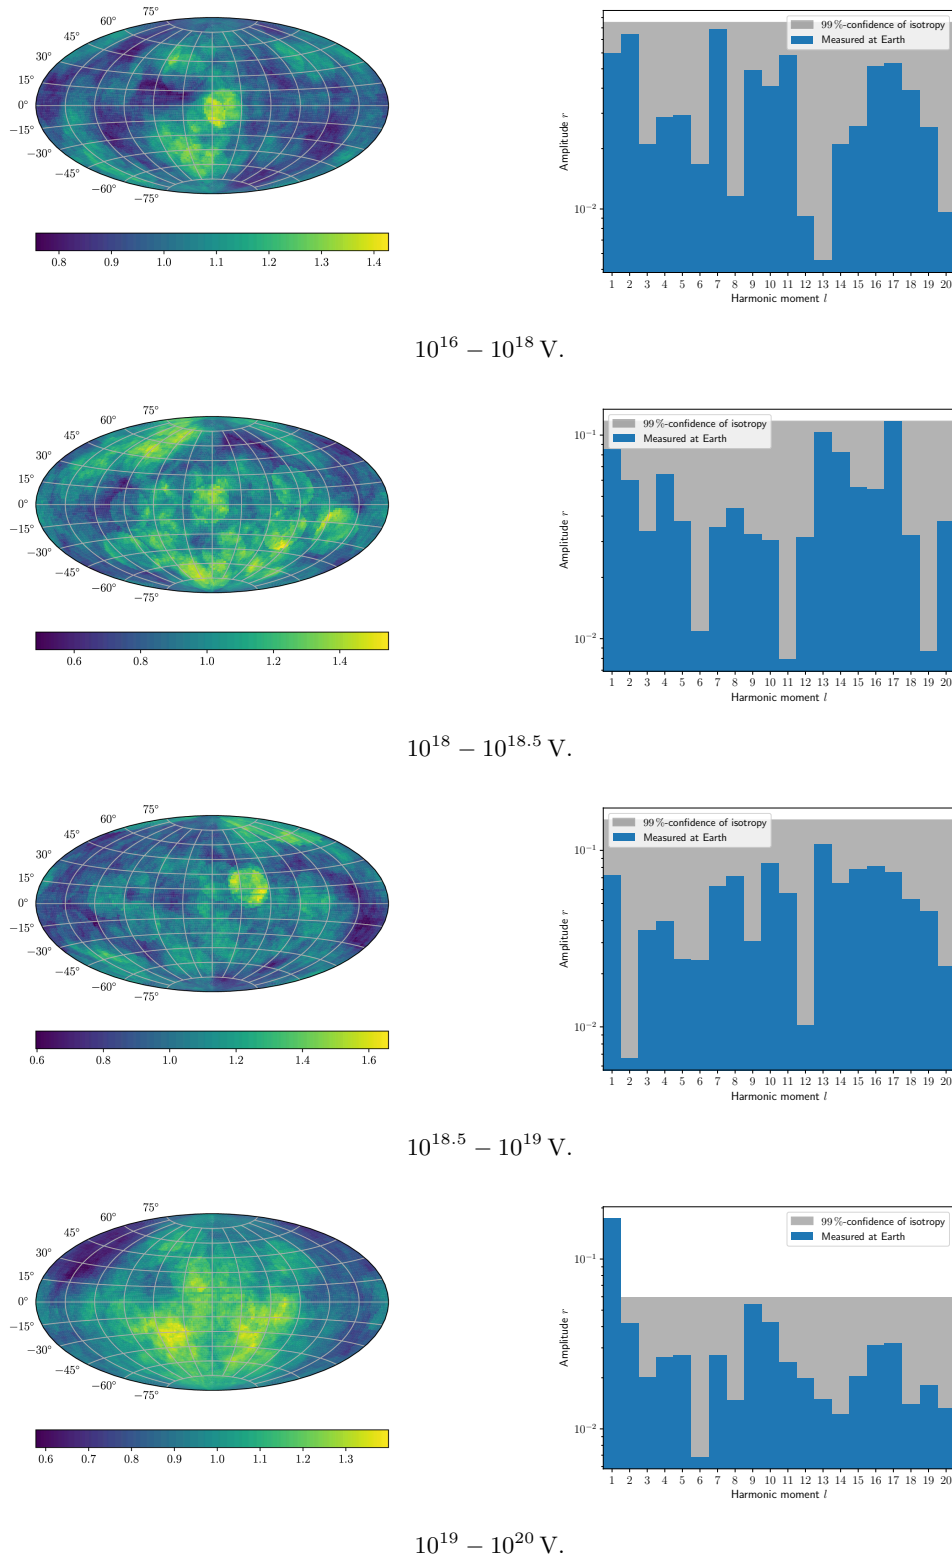 75°
60°
45°
30°
15°
0°
−15°
−30°
−45°
−60°
−75°
0.8 0.9 1.0 1.1 1.2 1.3 1.4
99%-confidence of isotropy
Measured at Earth
Amplitude r
10⁻²
1 2 3 4 5 6 7 8 9 10 11 12 13 14 15 16 17 18 19 20
Harmonic moment l
10¹⁶ − 10¹⁸ V.
75°
60°
45°
30°
15°
0°
−15°
−30°
−45°
−60°
−75°
0.6 0.8 1.0 1.2 1.4
99%-confidence of isotropy
Measured at Earth
Amplitude r
10⁻¹
10⁻²
1 2 3 4 5 6 7 8 9 10 11 12 13 14 15 16 17 18 19 20
Harmonic moment l
10¹⁸ − 10¹⁸·⁵ V.
75°
60°
45°
30°
15°
0°
−15°
−30°
−45°
−60°
−75°
0.6 0.8 1.0 1.2 1.4 1.6
99%-confidence of isotropy
Measured at Earth
Amplitude r
10⁻¹
10⁻²
1 2 3 4 5 6 7 8 9 10 11 12 13 14 15 16 17 18 19 20
Harmonic moment l
10¹⁸·⁵ − 10¹⁹ V.
75°
60°
45°
30°
15°
0°
−15°
−30°
−45°
−60°
−75°
0.6 0.7 0.8 0.9 1.0 1.1 1.2 1.3
99%-confidence of isotropy
Measured at Earth
Amplitude r
10⁻¹
10⁻²
1 2 3 4 5 6 7 8 9 10 11 12 13 14 15 16 17 18 19 20
Harmonic moment l
10¹⁹ − 10²⁰ V.